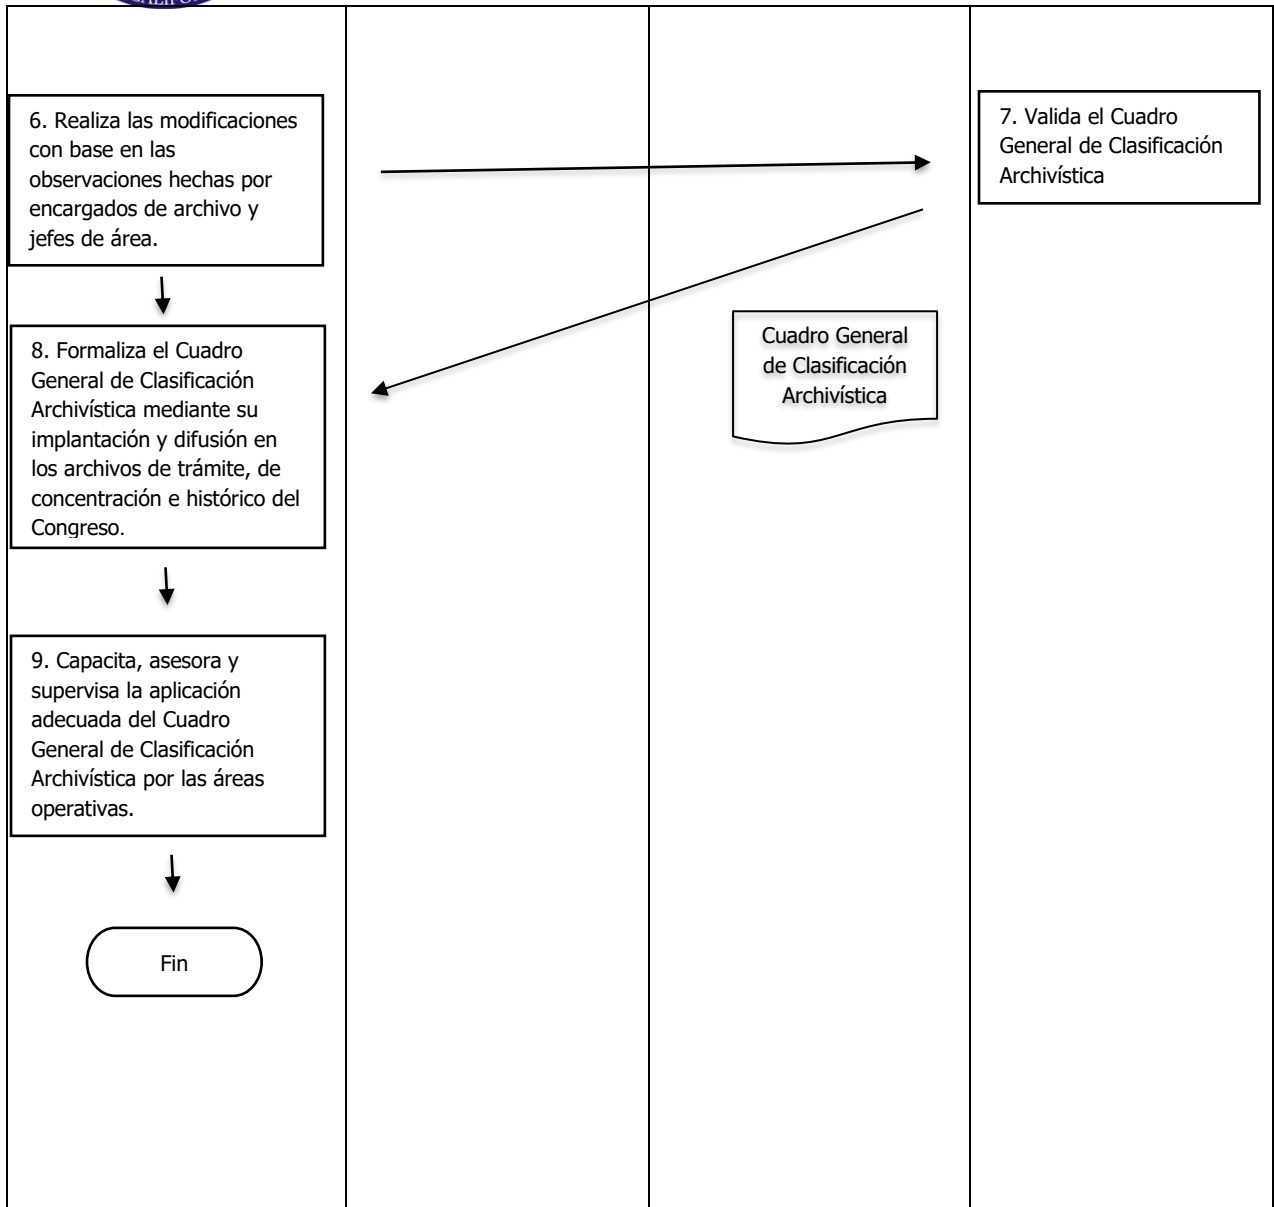 6. Realiza las modificaciones
con base en las
observaciones hechas por
encargados de archivo y
jefes de área.
7. Valida el Cuadro
General de Clasificación
Archivística
8. Formaliza el Cuadro
General de Clasificación
Archivística mediante su
implantación y difusión en
los archivos de trámite, de
concentración e histórico del
Congreso.
Cuadro General
de Clasificación
Archivística
9. Capacita, asesora y
supervisa la aplicación
adecuada del Cuadro
General de Clasificación
Archivística por las áreas
operativas.
Fin